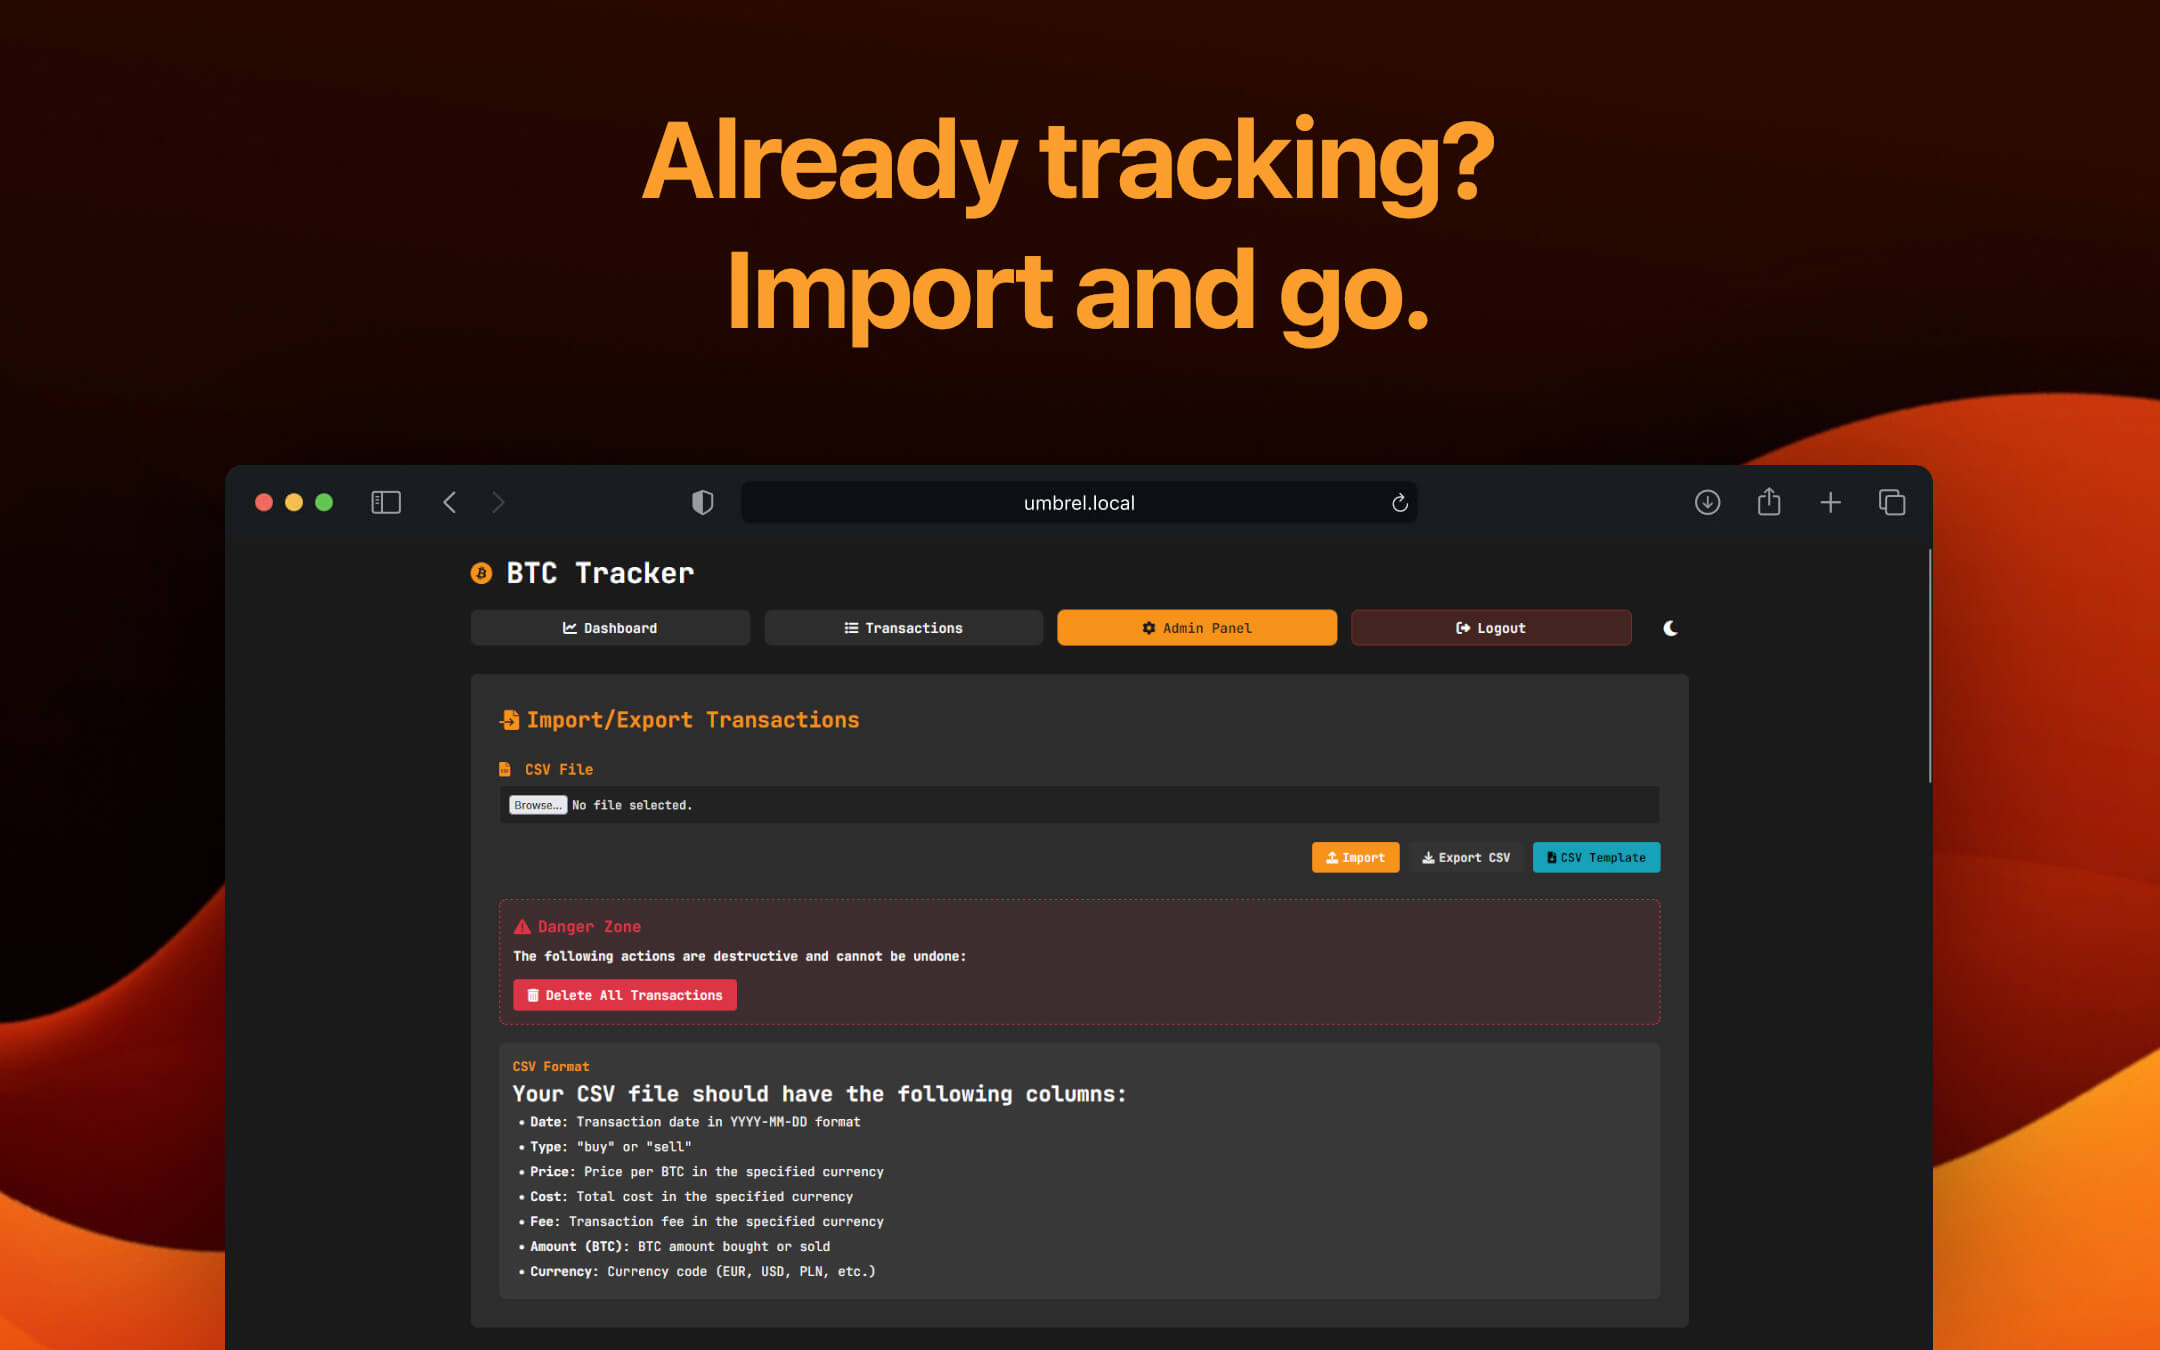 Already tracking?
Import and go.
umbrel.local
BTC Tracker
Dashboard
Transactions
Admin Panel
Logout
Import/Export Transactions
CSV File
Browse... No file selected.
Import
Export CSV
CSV Template
Danger Zone
The following actions are destructive and cannot be undone:
Delete All Transactions
CSV Format
Your CSV file should have the following columns:
• Date: Transaction date in YYYY-MM-DD format
• Type: "buy" or "sell"
• Price: Price per BTC in the specified currency
• Cost: Total cost in the specified currency
• Fee: Transaction fee in the specified currency
• Amount (BTC): BTC amount bought or sold
• Currency: Currency code (EUR, USD, PLN, etc.)